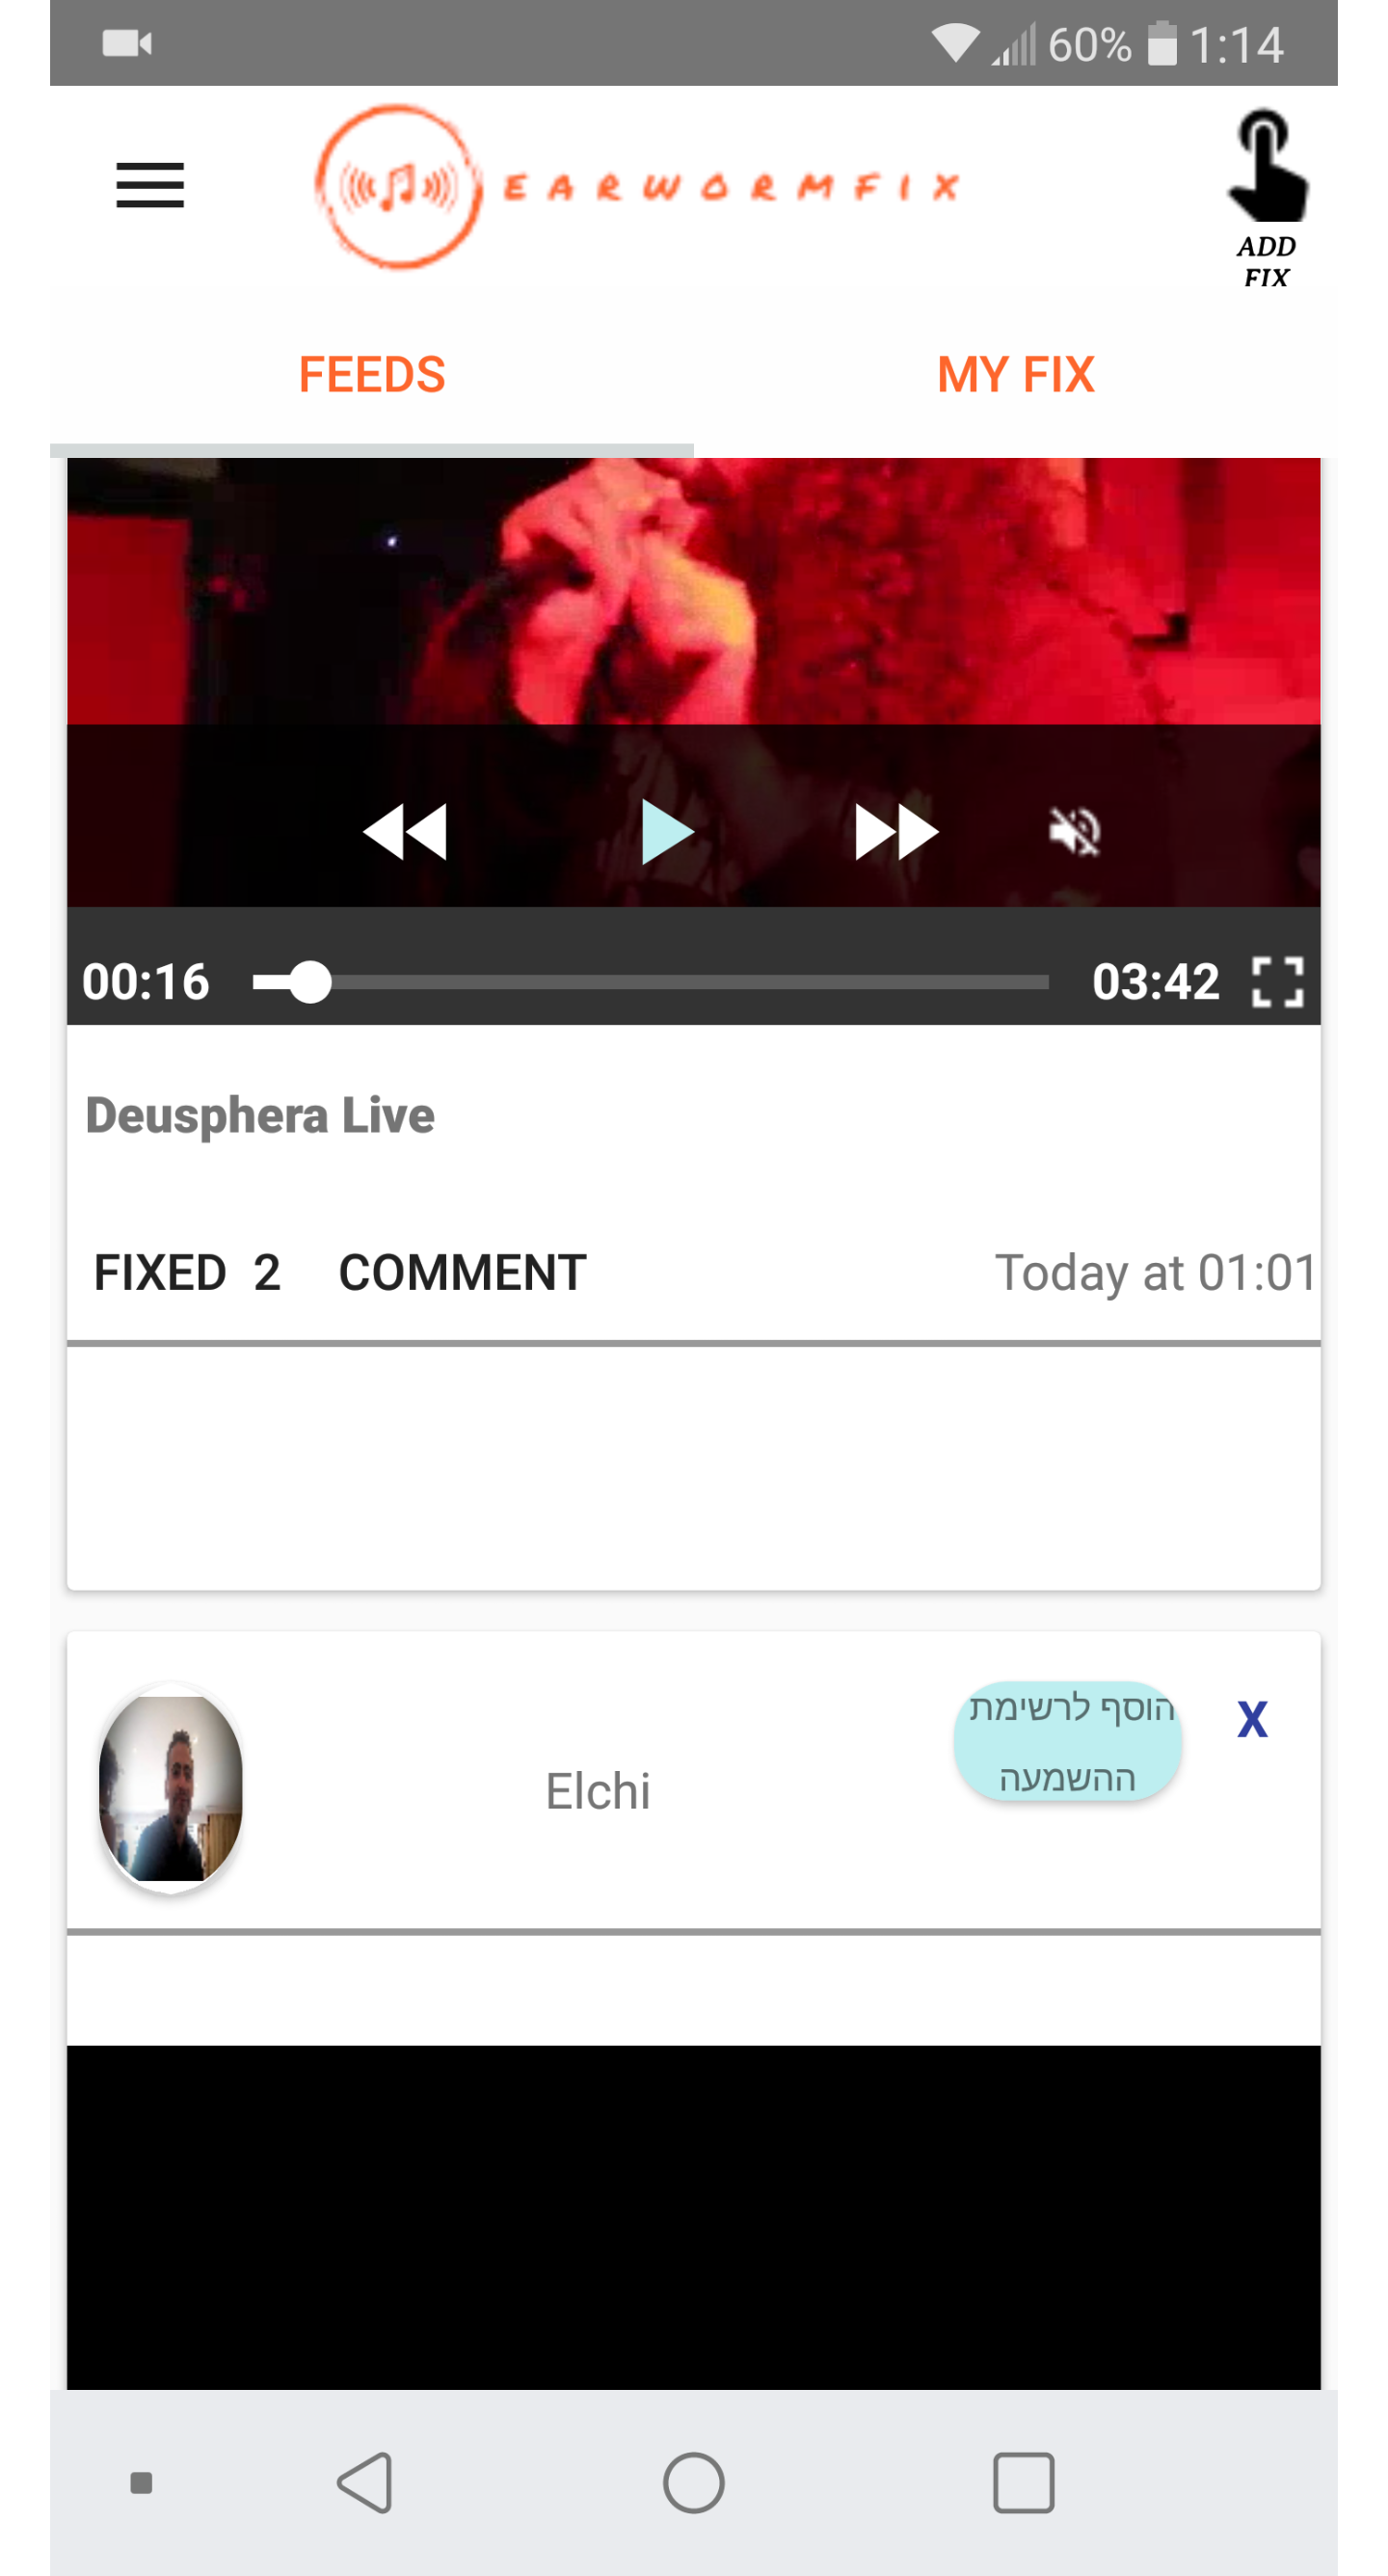 60% 1:14
EARWORMFIX
ADD
FIX
FEEDS
MY FIX
00:16
03:42
Deusphera Live
FIXED 2 COMMENT
Today at 01:01
הוסף לרשימת
ההשמעה
X
Elchi